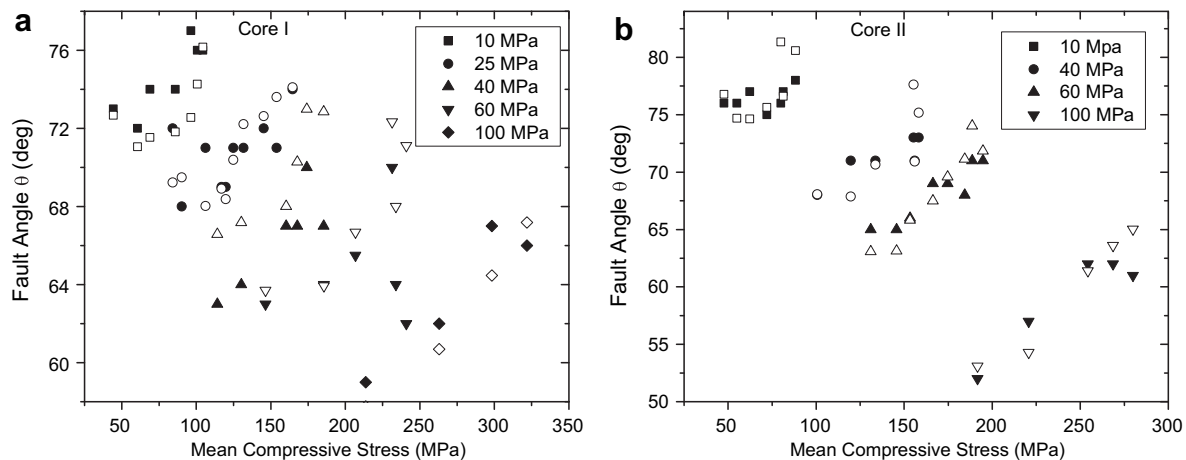 a
Core I
10 MPa
25 MPa
40 MPa
60 MPa
100 MPa
76
72
68
64
60
Fault Angle θ (deg)
50 100 150 200 250 300 350
Mean Compressive Stress (MPa)
b
Core II
10 Mpa
40 MPa
60 MPa
100 MPa
80
75
70
65
60
55
50
Fault Angle θ (deg)
50 100 150 200 250 300
Mean Compressive Stress (MPa)